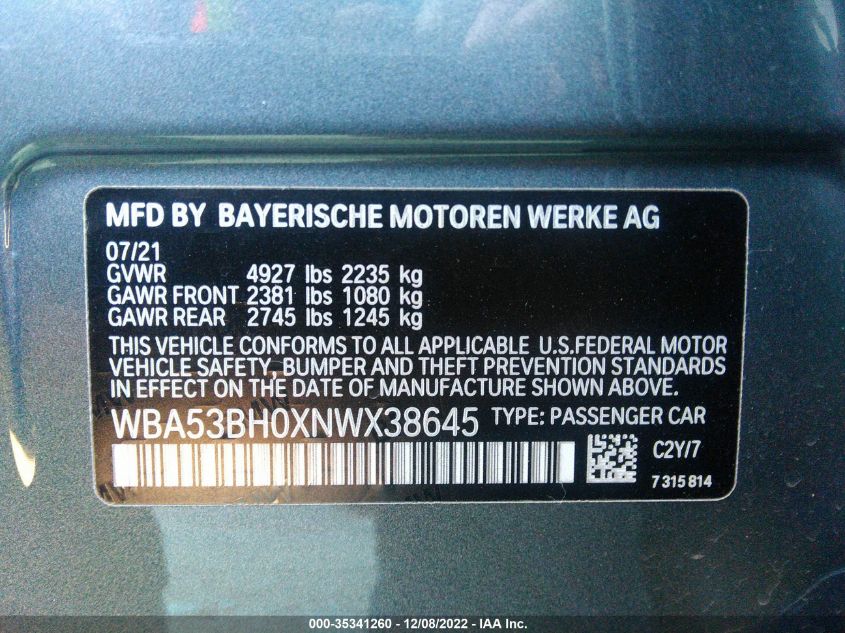 MFD BY BAYERISCHE MOTOREN WERKE AG
07/21
GVWR 4927 lbs 2235 kg
GAWR FRONT 2381 lbs 1080 kg
GAWR REAR 2745 lbs 1245 kg
THIS VEHICLE CONFORMS TO ALL APPLICABLE U.S.FEDERAL MOTOR
VEHICLE SAFETY, BUMPER AND THEFT PREVENTION STANDARDS
IN EFFECT ON THE DATE OF MANUFACTURE SHOWN ABOVE.
WBA53BH0XNWX38645 TYPE: PASSENGER CAR
C2Y/7
7 315 814
000-35341260 - 12/08/2022 - IAA Inc.